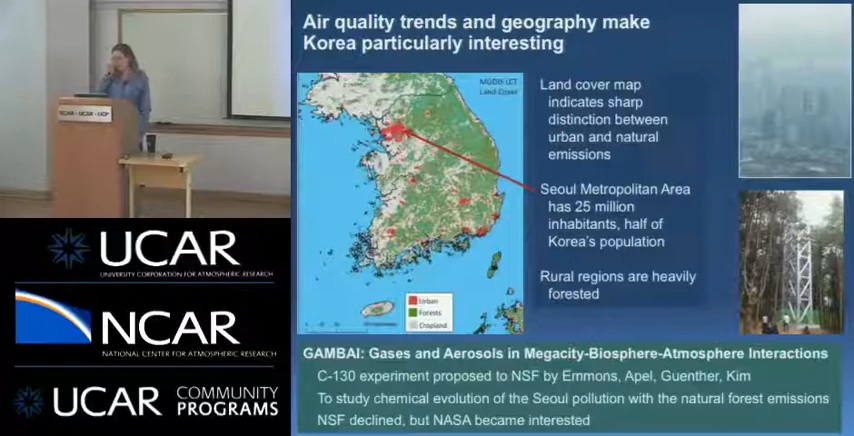 Air quality trends and geography make
Korea particularly interesting
MODIS LCT
Land Cover
Land cover map
indicates sharp
distinction between
urban and natural
emissions
Seoul Metropolitan Area
has 25 million
inhabitants, half of
Korea's population
Rural regions are heavily
forested
Urban
Forests
Cropland
GAMBAI: Gases and Aerosols in Megacity-Biosphere-Atmosphere Interactions
C-130 experiment proposed to NSF by Emmons, Apel, Guenther, Kim
To study chemical evolution of the Seoul pollution with the natural forest emissions
NSF declined, but NASA became interested
NCAR · UCAR · UCP
UCAR
UNIVERSITY CORPORATION FOR ATMOSPHERIC RESEARCH
NCAR
NATIONAL CENTER FOR ATMOSPHERIC RESEARCH
UCAR
COMMUNITY
PROGRAMS